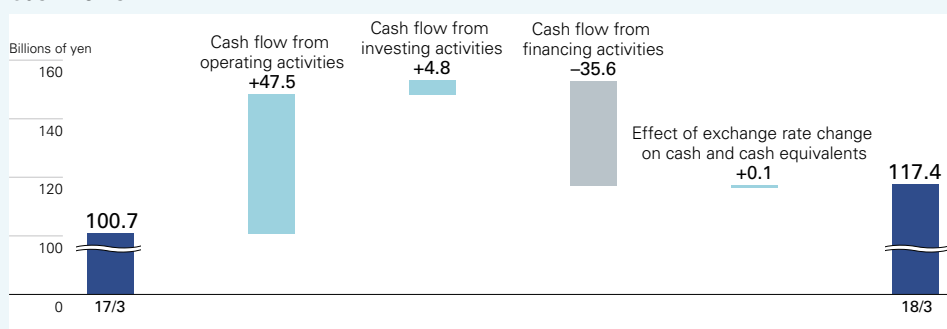 Billions of yen
160
140
120
100
0
100.7
17/3
Cash flow from
operating activities
+47.5
Cash flow from
investing activities
+4.8
Cash flow from
financing activities
–35.6
Effect of exchange rate change
on cash and cash equivalents
+0.1
117.4
18/3